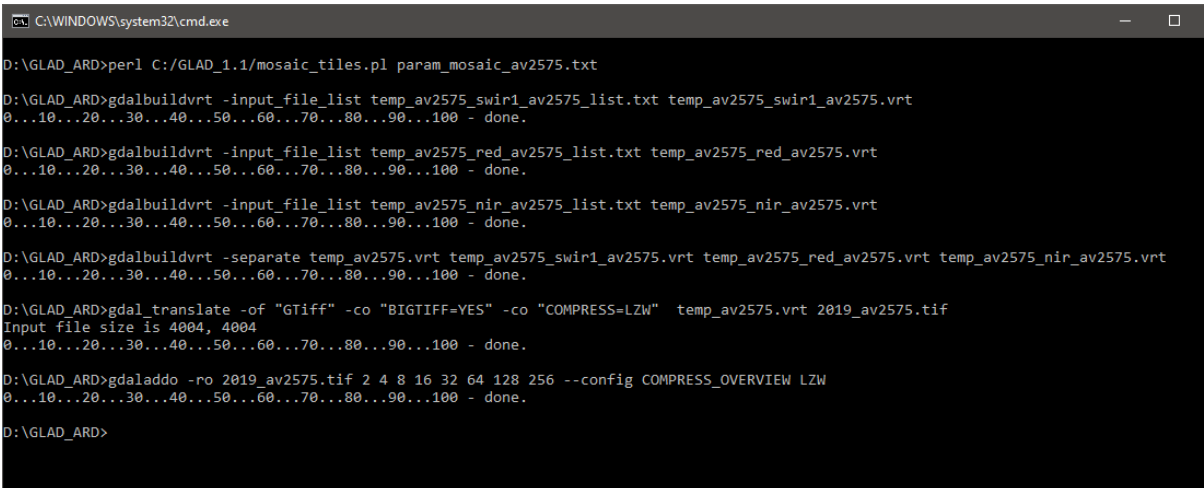 C:\WINDOWS\system32\cmd.exe
D:\GLAD_ARD>perl C:/GLAD_1.1/mosaic_tiles.pl param_mosaic_av2575.txt
D:\GLAD_ARD>gdalbuildvrt -input_file_list temp_av2575_swir1_av2575_list.txt temp_av2575_swir1_av2575.vrt
0...10...20...30...40...50...60...70...80...90...100 - done.
D:\GLAD_ARD>gdalbuildvrt -input_file_list temp_av2575_red_av2575_list.txt temp_av2575_red_av2575.vrt
0...10...20...30...40...50...60...70...80...90...100 - done.
D:\GLAD_ARD>gdalbuildvrt -input_file_list temp_av2575_nir_av2575_list.txt temp_av2575_nir_av2575.vrt
0...10...20...30...40...50...60...70...80...90...100 - done.
D:\GLAD_ARD>gdalbuildvrt -separate temp_av2575.vrt temp_av2575_swir1_av2575.vrt temp_av2575_red_av2575.vrt temp_av2575_nir_av2575.vrt
0...10...20...30...40...50...60...70...80...90...100 - done.
D:\GLAD_ARD>gdal_translate -of "GTiff" -co "BIGTIFF=YES" -co "COMPRESS=LZW"  temp_av2575.vrt 2019_av2575.tif
Input file size is 4004, 4004
0...10...20...30...40...50...60...70...80...90...100 - done.
D:\GLAD_ARD>gdaladdo -ro 2019_av2575.tif 2 4 8 16 32 64 128 256 --config COMPRESS_OVERVIEW LZW
0...10...20...30...40...50...60...70...80...90...100 - done.
D:\GLAD_ARD>